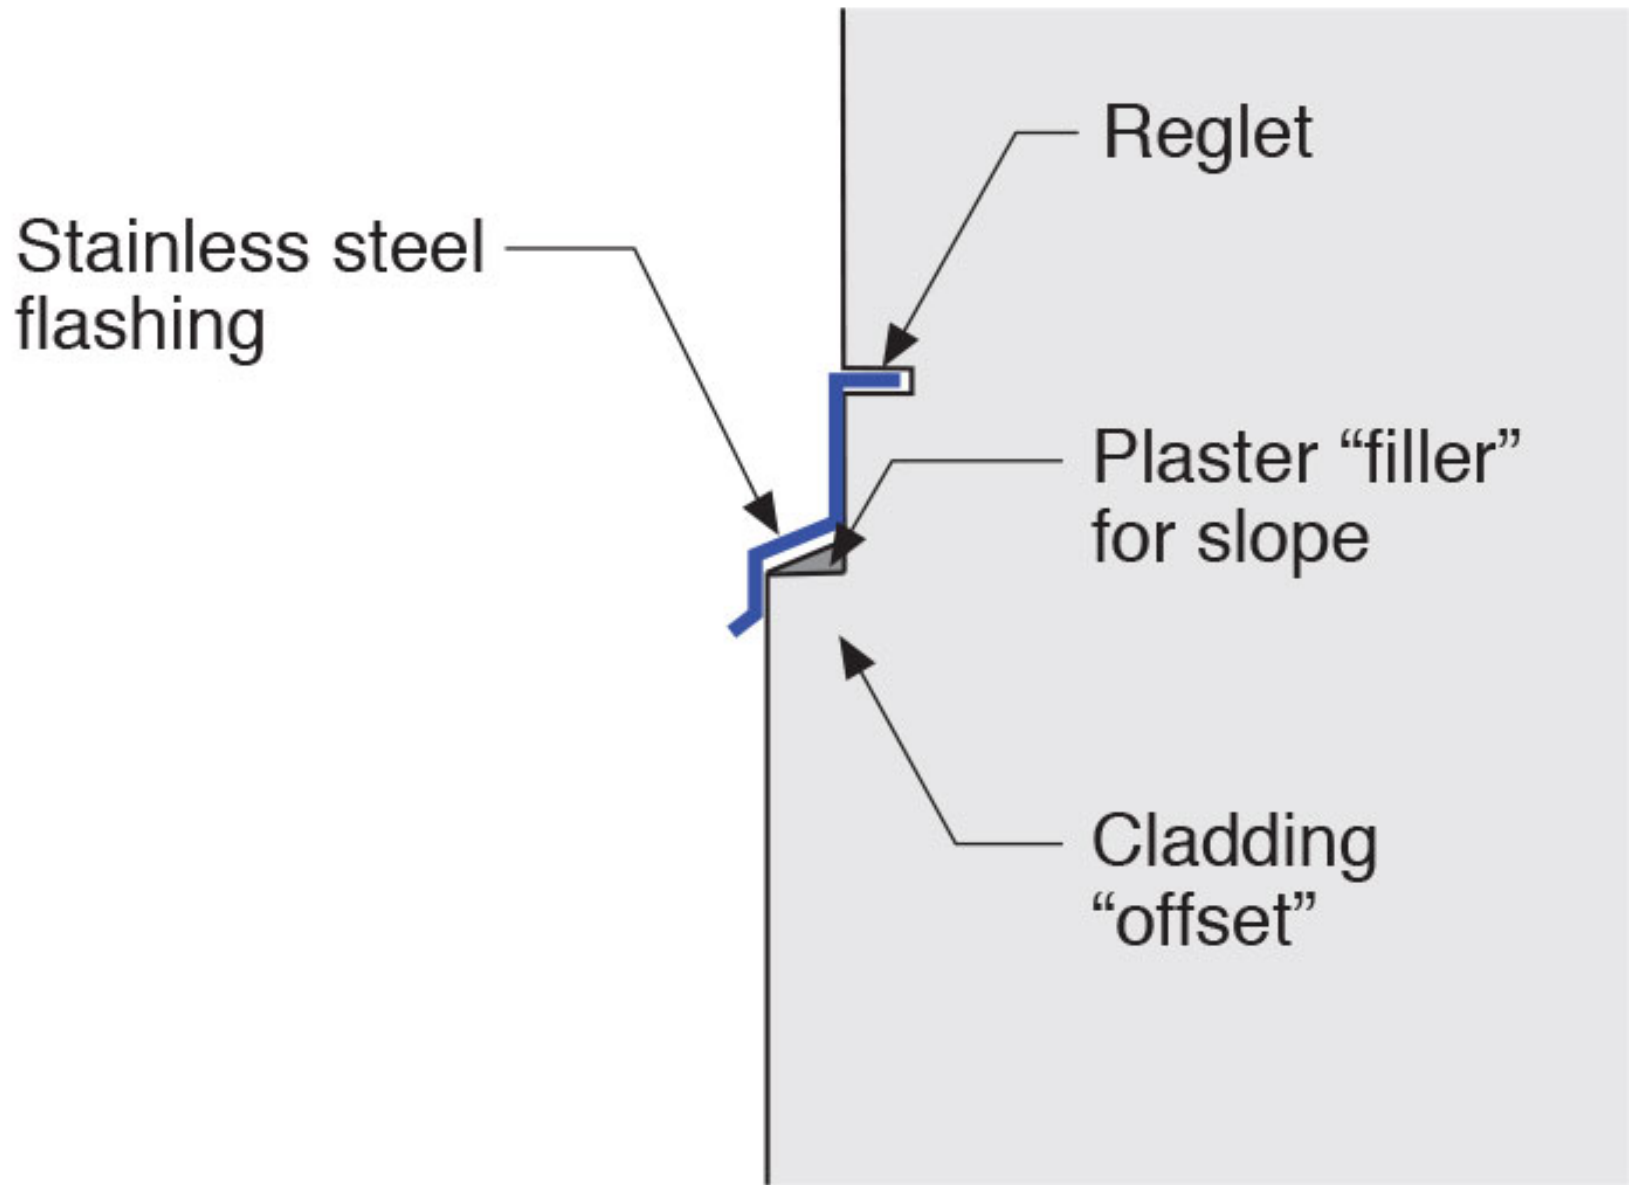 Reglet
Stainless steel
flashing
Plaster “filler”
for slope
Cladding
“offset”